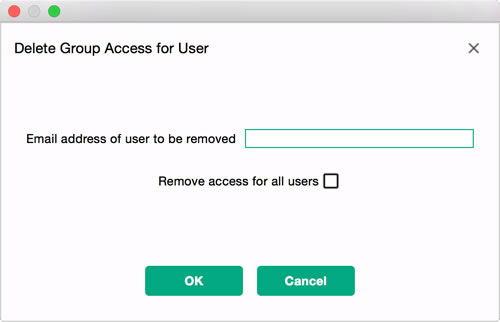 Delete Group Access for User
Email address of user to be removed
Remove access for all users
OK
Cancel